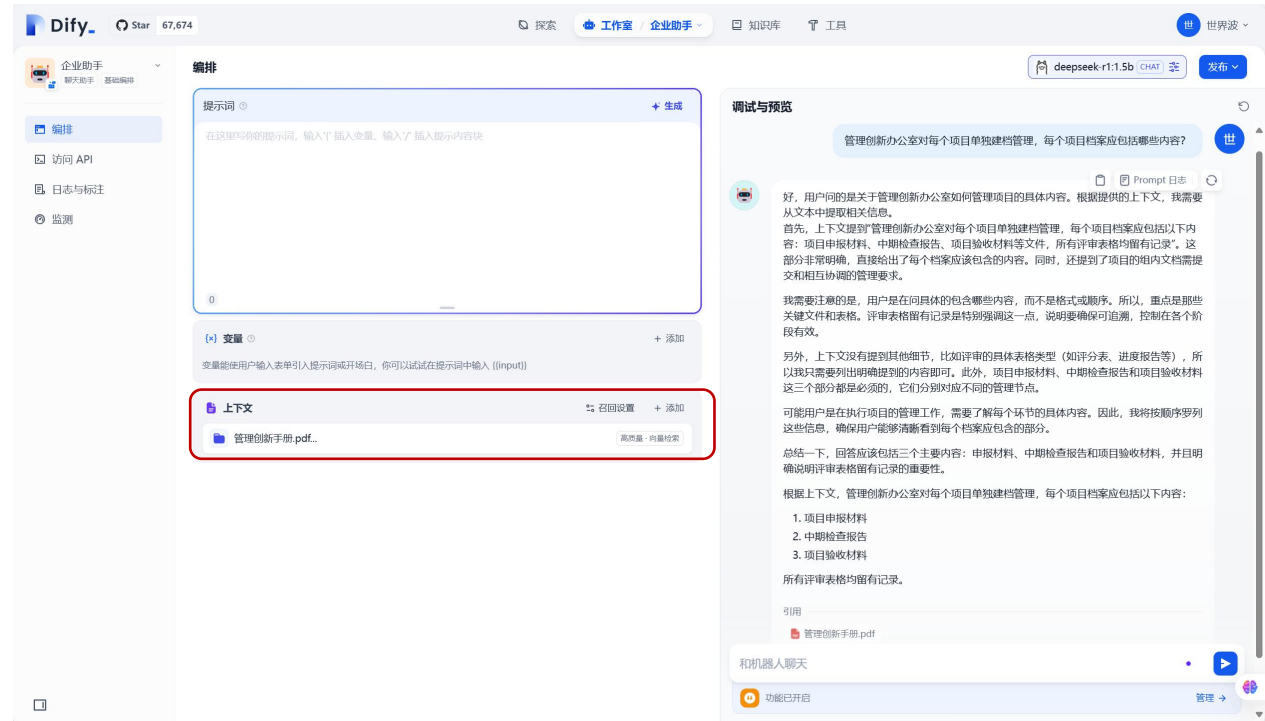 Dify_
Star 67,674
探索
工作室 / 企业助手
知识库
工具
世 世界波
企业助手
聊天助手 基础编排
编排
访问 API
日志与标注
监测
编排
deepseek-r1:1.5b CHAT
发布
提示词
生成
在这里写你的提示词，输入'{' 插入变量、输入'/' 插入提示内容块
0
{x} 变量
+ 添加
变量能使用户输入表单引入提示词或开场白，你可以试试在提示词中输入 {{input}}
上下文
召回设置
+ 添加
管理创新手册.pdf...
高质量 · 向量检索
调试与预览
管理创新办公室对每个项目单独建档管理，每个项目档案应包括哪些内容?
世
Prompt 日志
好，用户问的是关于管理创新办公室如何管理项目的具体内容。根据提供的上下文，我需要
从文本中提取相关信息。
首先，上下文提到“管理创新办公室对每个项目单独建档管理，每个项目档案应包括以下内
容：项目申报材料、中期检查报告、项目验收材料等文件，所有评审表格均留有记录”。这
部分非常明确，直接给出了每个档案应该包含的内容。同时，还提到了项目的组内文档需提
交和相互协调的管理要求。
我需要注意的是，用户是在问具体的包含哪些内容，而不是格式或顺序。所以，重点是那些
关键文件和表格。评审表格留有记录是特别强调这一点，说明要确保可追溯，控制在各个阶
段有效。
另外，上下文没有提到其他细节，比如评审的具体表格类型（如评分表、进度报告等），所
以我只需要列出明确提到的内容即可。此外，项目申报材料、中期检查报告和项目验收材料
这三个部分都是必须的，它们分别对应不同的管理节点。
可能用户是在执行项目的管理工作，需要了解每个环节的具体内容。因此，我将按顺序罗列
这些信息，确保用户能够清晰看到每个档案应包含的部分。
总结一下，回答应该包括三个主要内容：申报材料、中期检查报告和项目验收材料，并且明
确说明评审表格留有记录的重要性。
根据上下文，管理创新办公室对每个项目单独建档管理，每个项目档案应包括以下内容：
1. 项目申报材料
2. 中期检查报告
3. 项目验收材料
所有评审表格均留有记录。
引用
管理创新手册.pdf
和机器人聊天
功能已开启
管理 →